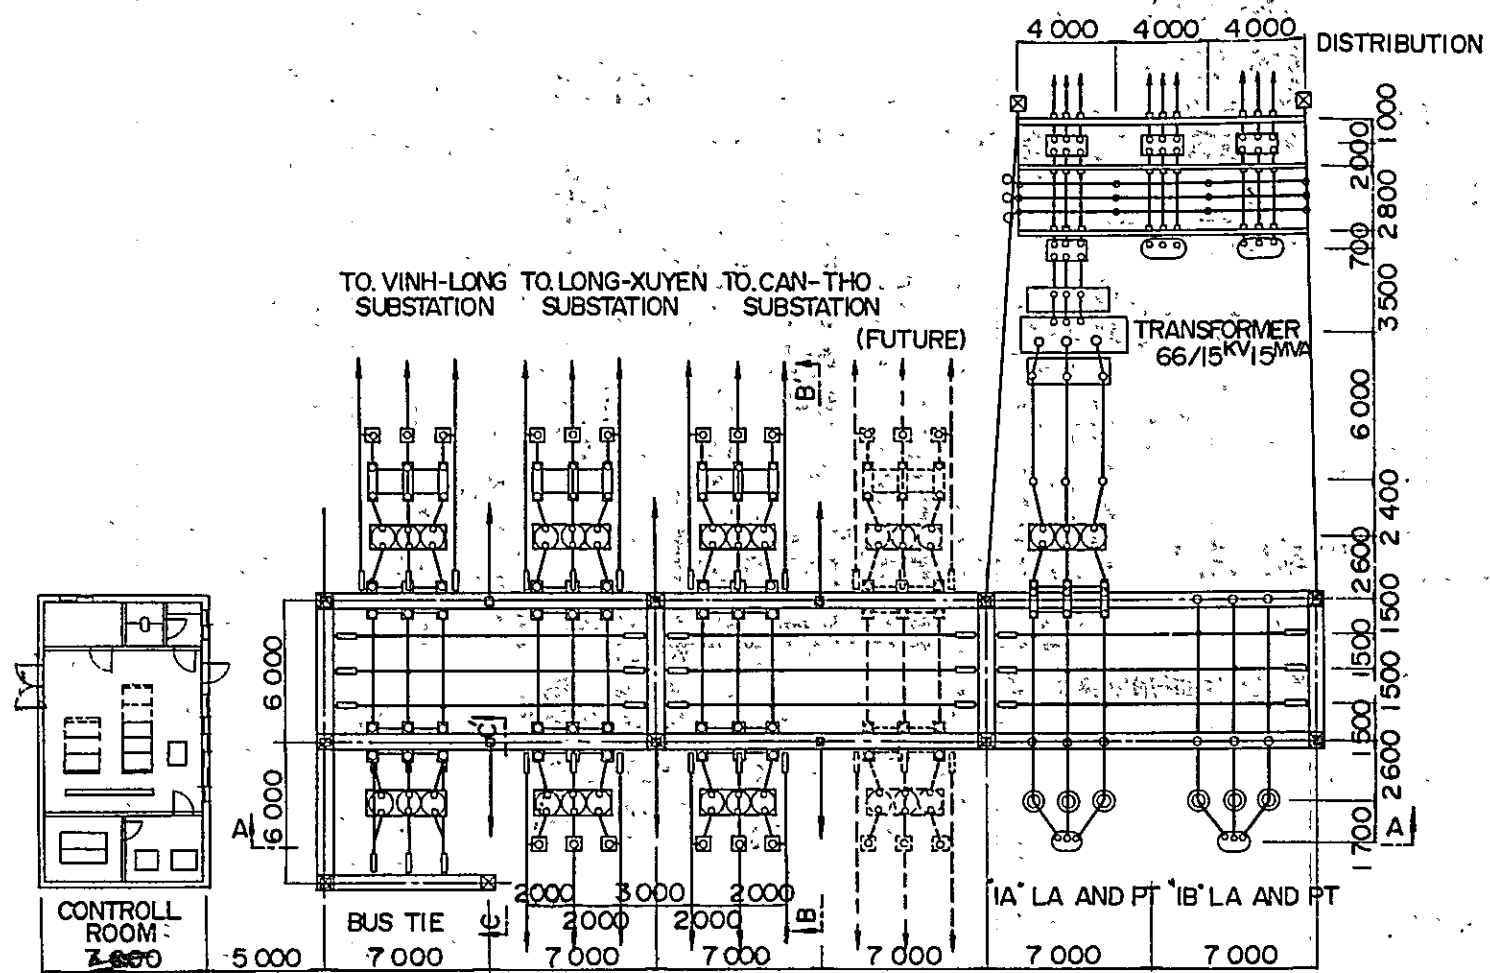 4 000 4 000 4 000 DISTRIBUTION
1 000
2 000
2 800
700
3 500
TO. VINH-LONG
SUBSTATION
TO. LONG-XUYEN
SUBSTATION
TO. CAN-THO
SUBSTATION
(FUTURE)
TRANSFORMER
66/15KV 15MVA
B'
6 000
2 400
2 600
1 500
1 500
1 500
1 500
2 600
1 700
6 000
6 000
C'
A
A
2000 3 000 2 000
2 000 2 000
C
B
"1A" LA AND PT "1B" LA AND PT
CONTROLL
ROOM
BUS TIE
5 000 7 000 7 000 7 000 7 000 7 000 7 000